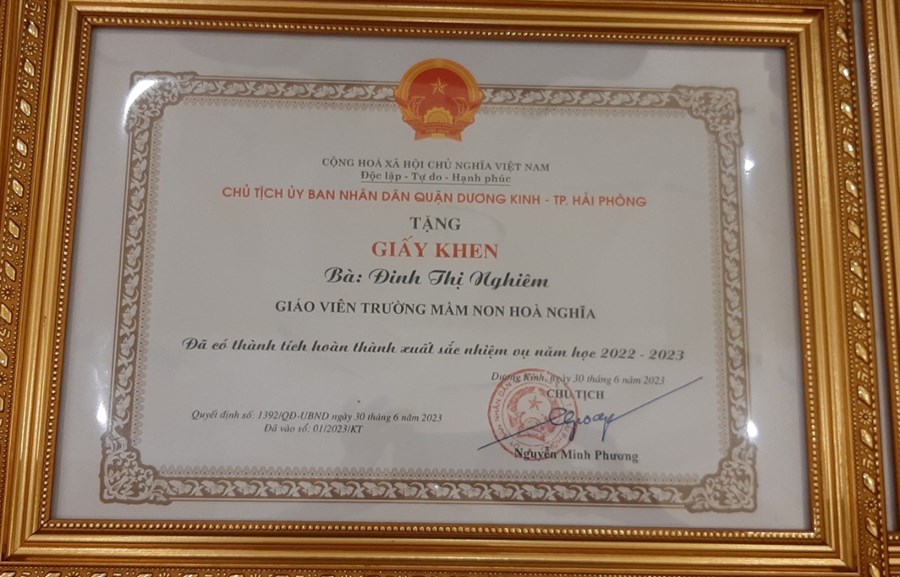 CỘNG HOÀ XÃ HỘI CHỦ NGHĨA VIỆT NAM
Độc lập - Tự do - Hạnh phúc
CHỦ TỊCH ỦY BAN NHÂN DÂN QUẬN DƯƠNG KINH - TP. HẢI PHÒNG
TẶNG
GIẤY KHEN
Bà: Đinh Thị Nghiêm
GIÁO VIÊN TRƯỜNG MẦM NON HOÀ NGHĨA
Đã có thành tích hoàn thành xuất sắc nhiệm vụ năm học 2022 - 2023
Dương Kinh, ngày 30 tháng 6 năm 2023
CHỦ TỊCH
Quyết định số: 1392/QĐ-UBND ngày 30 tháng 6 năm 2023
Đã vào sổ: 01/2023/KT
Nguyễn Minh Phương